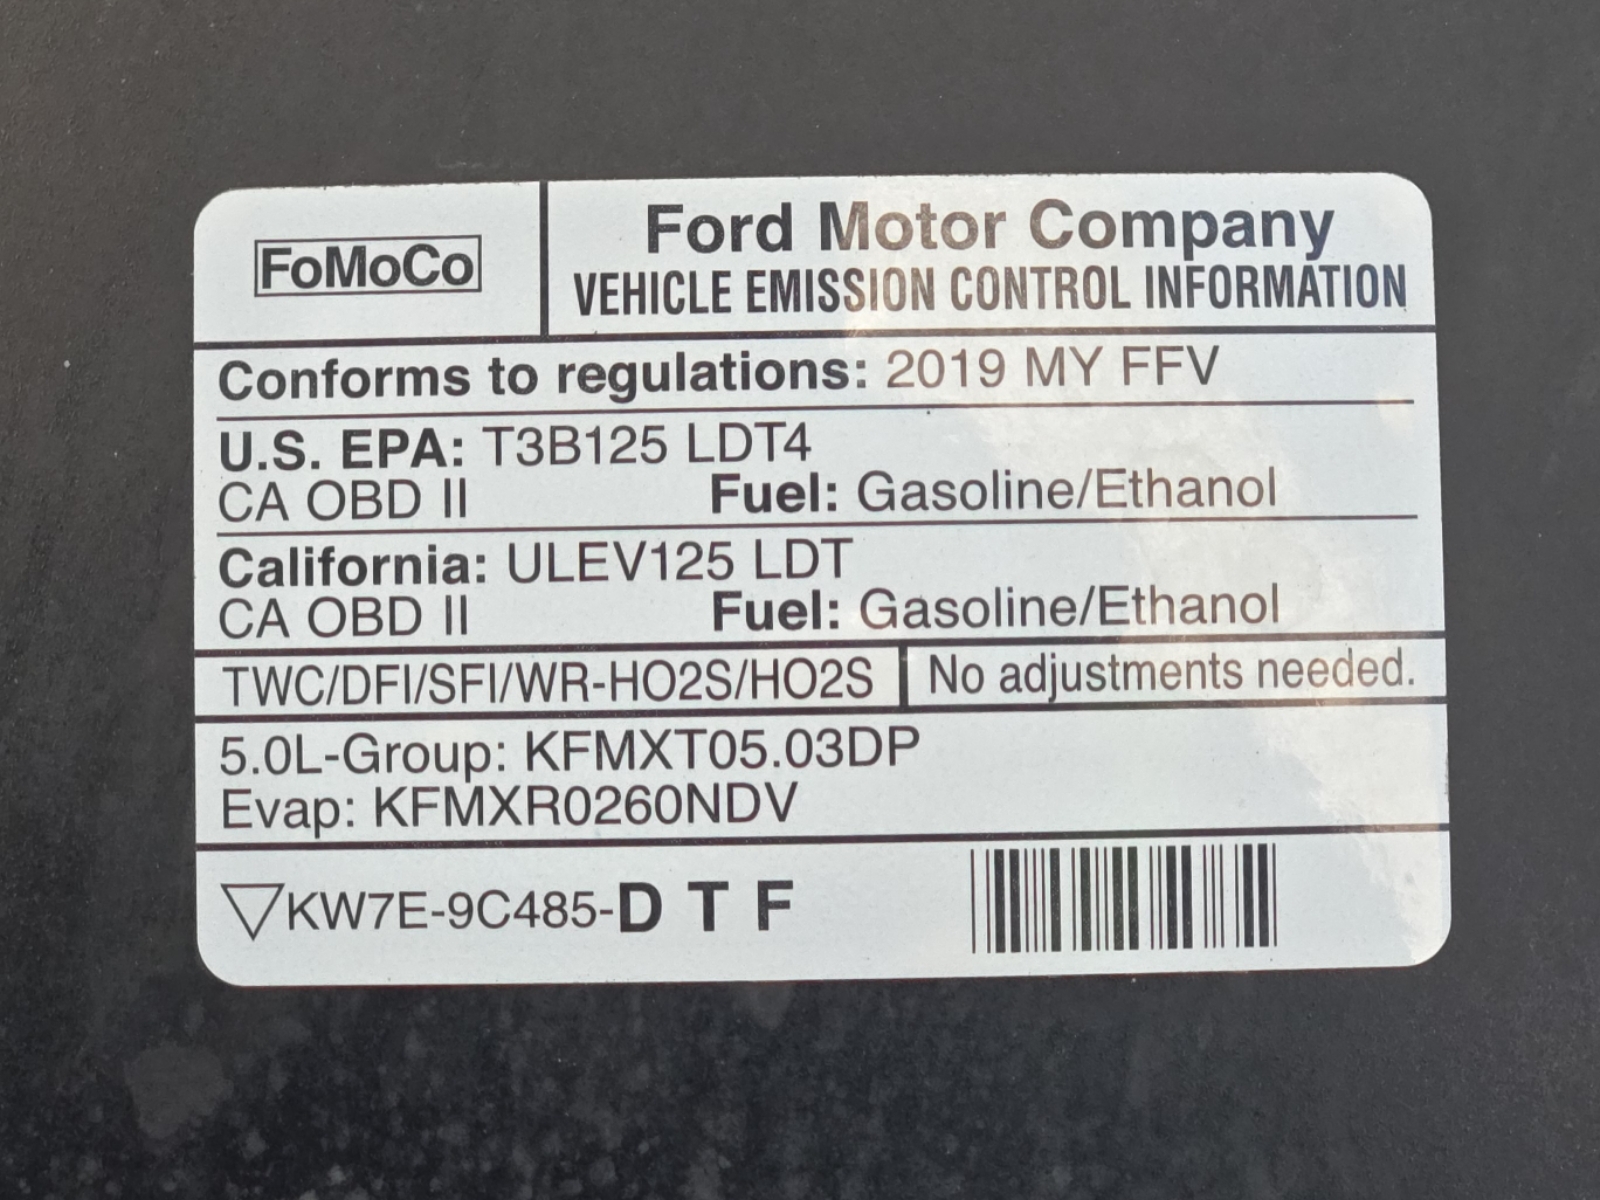 FoMoCo
Ford Motor Company
VEHICLE EMISSION CONTROL INFORMATION
Conforms to regulations: 2019 MY FFV
U.S. EPA: T3B125 LDT4
CA OBD II Fuel: Gasoline/Ethanol
California: ULEV125 LDT
CA OBD II Fuel: Gasoline/Ethanol
TWC/DFI/SFI/WR-HO2S/HO2S No adjustments needed.
5.0L-Group: KFMXT05.03DP
Evap: KFMXR0260NDV
KW7E-9C485-D T F